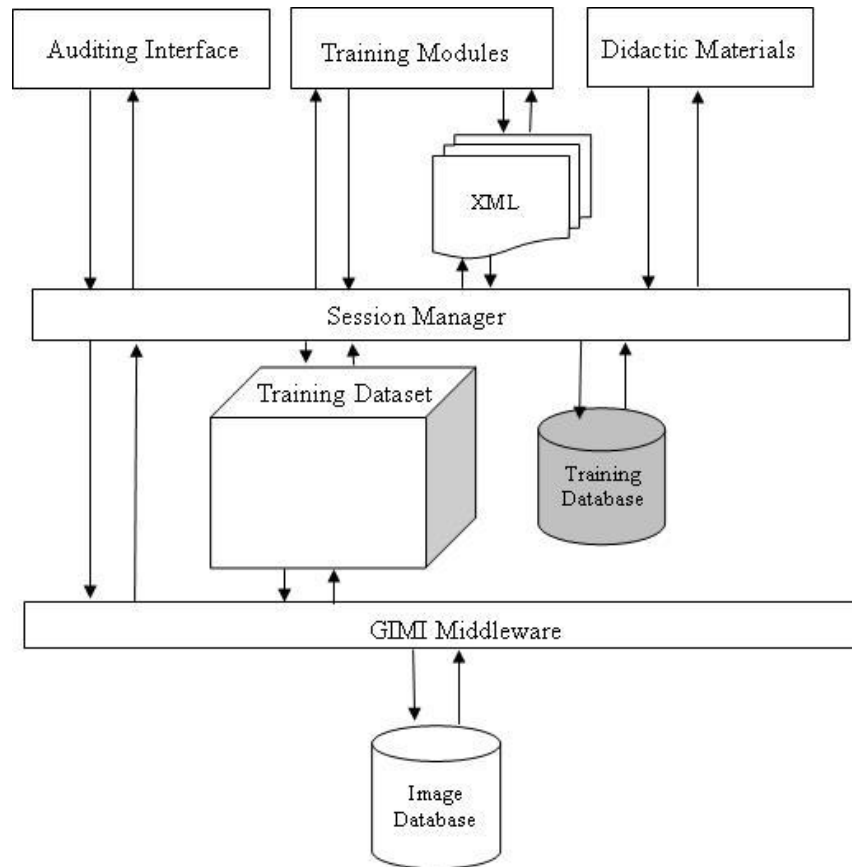 Auditing Interface
Training Modules
Didactic Materials
XML
Session Manager
Training Dataset
Training
Database
GIMI Middleware
Image
Database